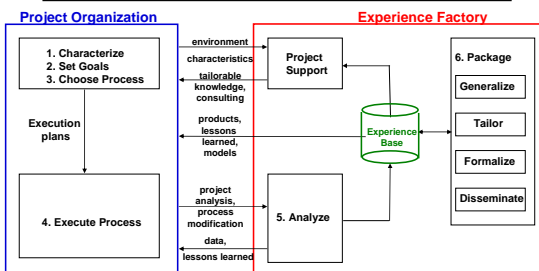 Project Organization
Experience Factory
1. Characterize
2. Set Goals
3. Choose Process
environment
characteristics
tailorable
knowledge,
consulting
Project
Support
6. Package
Generalize
Tailor
Formalize
Disseminate
Execution
plans
products,
lessons
learned,
models
Experience
Base
4. Execute Process
project
analysis,
process
modification
5. Analyze
data,
lessons learned